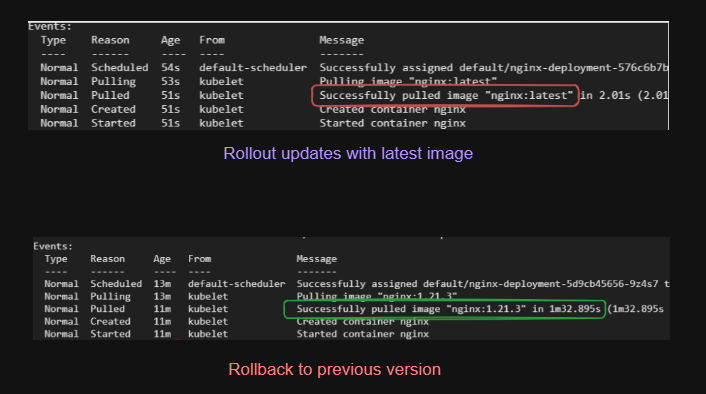 Events:
Type Reason Age From Message
---- ------ ---- ---- -------
Normal Scheduled 54s default-scheduler Successfully assigned default/nginx-deployment-576c6b7b
Normal Pulling 53s kubelet Pulling image "nginx:latest"
Normal Pulled 51s kubelet Successfully pulled image "nginx:latest" in 2.01s (2.01
Normal Created 51s kubelet Created container nginx
Normal Started 51s kubelet Started container nginx
Rollout updates with latest image
Events:
Type Reason Age From Message
---- ------ ---- ---- -------
Normal Scheduled 13m default-scheduler Successfully assigned default/nginx-deployment-5d9cb45656-9z4s7 t
Normal Pulling 13m kubelet Pulling image "nginx:1.21.3"
Normal Pulled 11m kubelet Successfully pulled image "nginx:1.21.3" in 1m32.895s (1m32.895s
Normal Created 11m kubelet Created container nginx
Normal Started 11m kubelet Started container nginx
Rollback to previous version